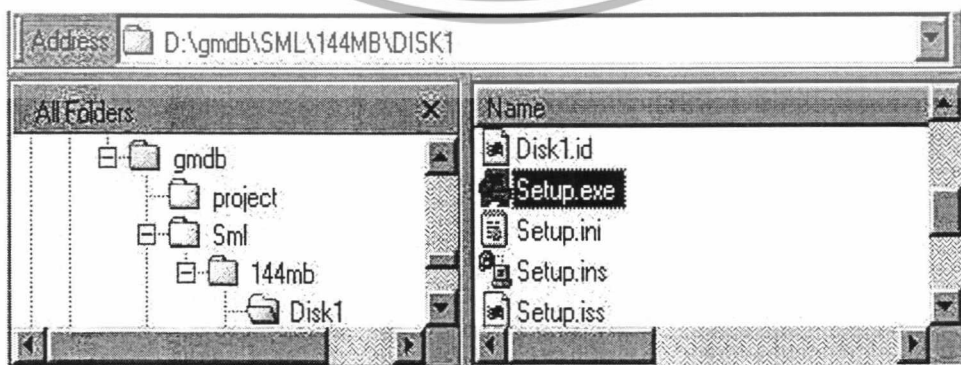 Address D:\gmdb\SML\144MB\DISK1
All Folders
gmdb
project
Sml
144mb
Disk1
Name
Disk1.id
Setup.exe
Setup.ini
Setup.ins
Setup.iss